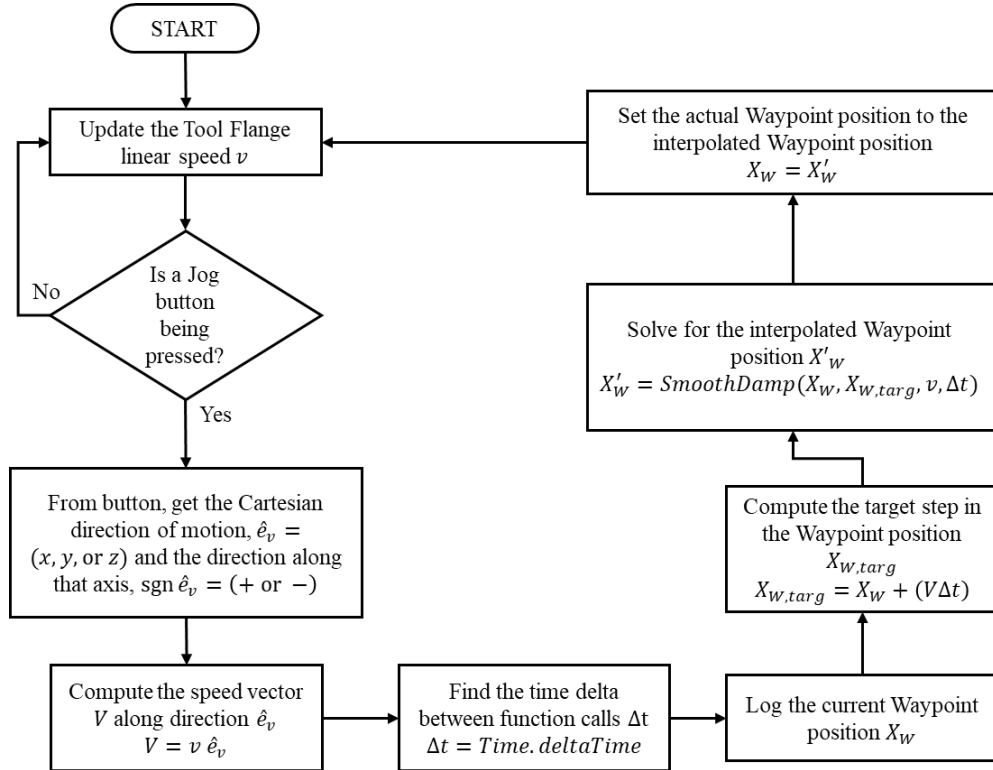 START
Update the Tool Flange
linear speed v
Is a Jog
button
being
pressed?
No
Yes
From button, get the Cartesian
direction of motion, ê_v =
(x, y, or z) and the direction along
that axis, sgn ê_v = (+ or −)
Compute the speed vector
V along direction ê_v
V = v ê_v
Find the time delta
between function calls Δt
Δt = Time.deltaTime
Log the current Waypoint
position X_W
Compute the target step in
the Waypoint position
X_{W,targ}
X_{W,targ} = X_W + (VΔt)
Solve for the interpolated Waypoint
position X'_W
X'_W = SmoothDamp(X_W, X_{W,targ}, v, Δt)
Set the actual Waypoint position to the
interpolated Waypoint position
X_W = X'_W